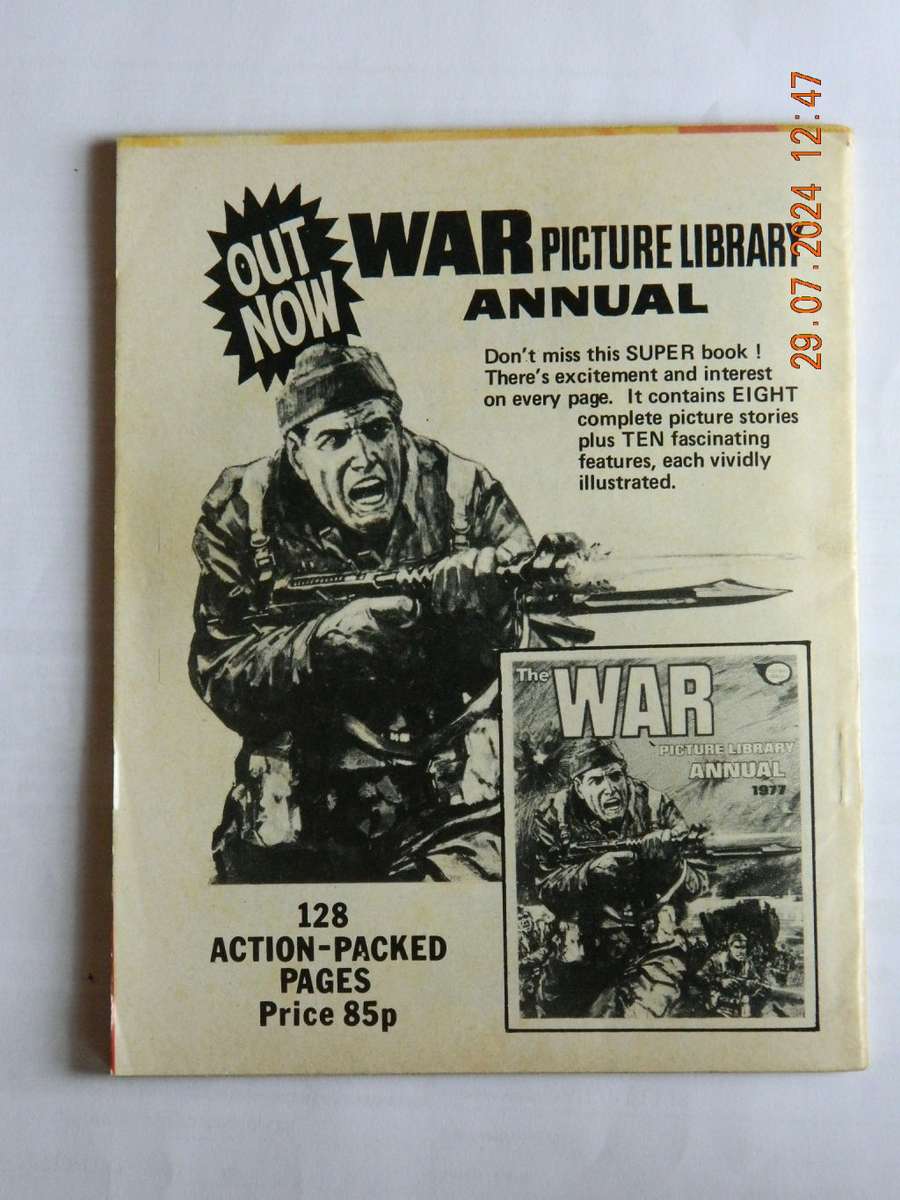 OUT
NOW
WAR PICTURE LIBRARY
ANNUAL
Don't miss this SUPER book !
There's excitement and interest
on every page. It contains EIGHT
complete picture stories
plus TEN fascinating
features, each vividly
illustrated.
The WAR
PICTURE LIBRARY
ANNUAL
1977
128
ACTION-PACKED
PAGES
Price 85p
29.07.2024 12:47